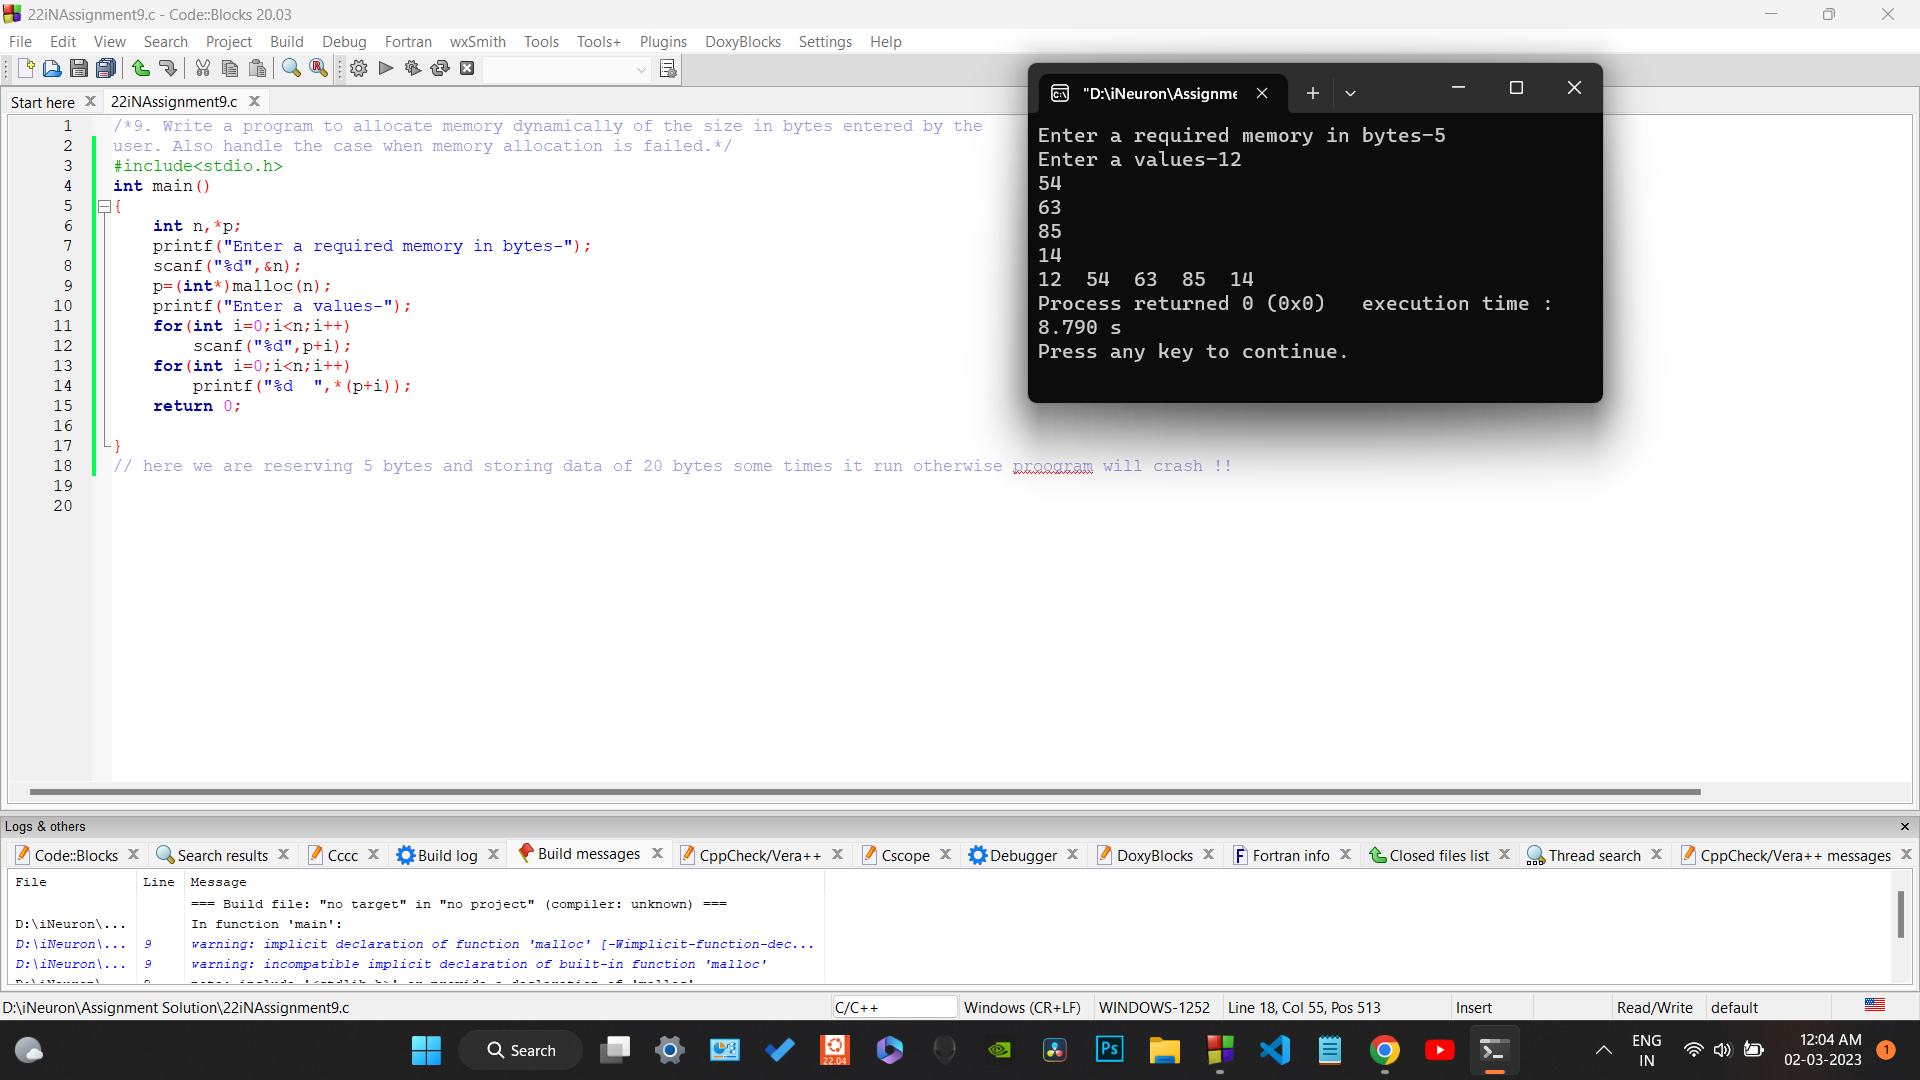 22iNAssignment9.c - Code::Blocks 20.03
File Edit View Search Project Build Debug Fortran wxSmith Tools Tools+ Plugins DoxyBlocks Settings Help
Start here 22iNAssignment9.c
1 /*9. Write a program to allocate memory dynamically of the size in bytes entered by the
2 user. Also handle the case when memory allocation is failed.*/
3 #include<stdio.h>
4 int main()
5 {
6 int n,*p;
7 printf("Enter a required memory in bytes-");
8 scanf("%d",&n);
9 p=(int*)malloc(n);
10 printf("Enter a values-");
11 for(int i=0;i<n;i++)
12 scanf("%d",p+i);
13 for(int i=0;i<n;i++)
14 printf("%d  ",*(p+i));
15 return 0;
16
17 }
18 // here we are reserving 5 bytes and storing data of 20 bytes some times it run otherwise proogram will crash !!
19
20
"D:\iNeuron\Assignme
Enter a required memory in bytes-5
Enter a values-12
54
63
85
14
12  54  63  85  14
Process returned 0 (0x0)   execution time :
8.790 s
Press any key to continue.
Logs & others
Code::Blocks Search results Cccc Build log Build messages CppCheck/Vera++ Cscope Debugger DoxyBlocks Fortran info Closed files list Thread search CppCheck/Vera++ messages
File Line Message
=== Build file: "no target" in "no project" (compiler: unknown) ===
D:\iNeuron\... In function 'main':
D:\iNeuron\... 9 warning: implicit declaration of function 'malloc' [-Wimplicit-function-dec...
D:\iNeuron\... 9 warning: incompatible implicit declaration of built-in function 'malloc'
D:\iNeuron\Assignment Solution\22iNAssignment9.c C/C++ Windows (CR+LF) WINDOWS-1252 Line 18, Col 55, Pos 513 Insert Read/Write default
Search
22.04
Ps
ENG
IN
12:04 AM
02-03-2023
1